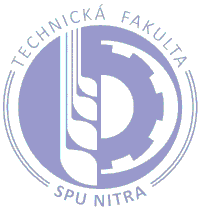 TECHNICKÁ FAKULTA
SPU NITRA